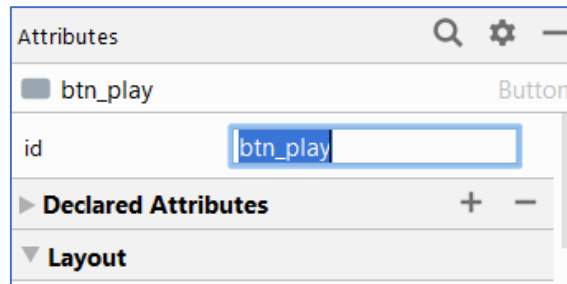 Attributes
btn_play Button
id btn_play
Declared Attributes
Layout